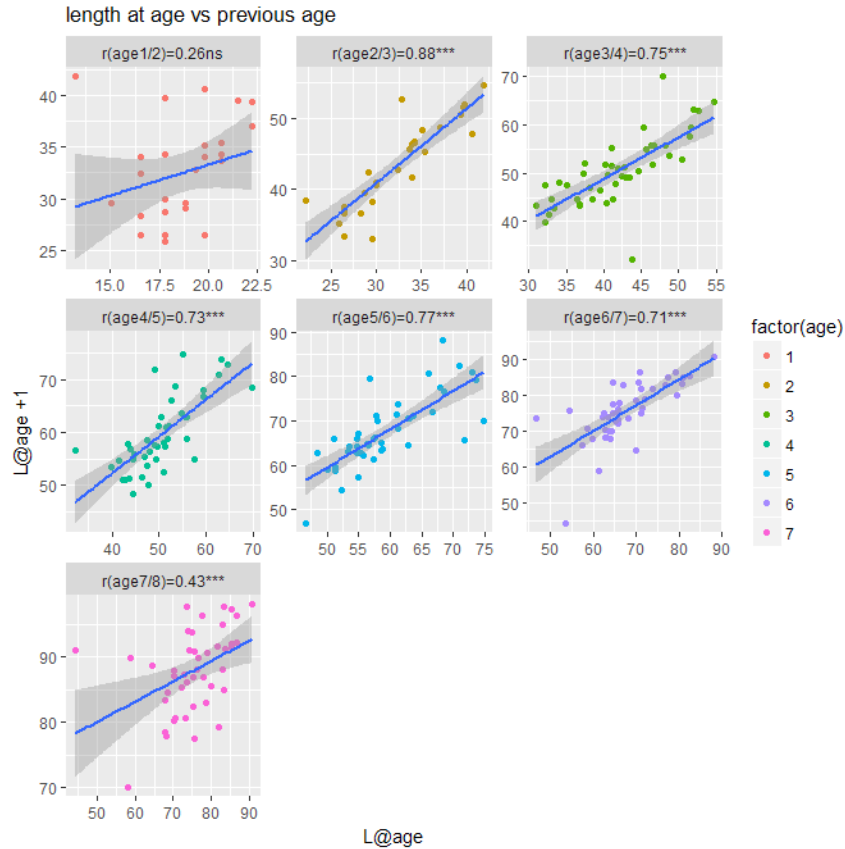 length at age vs previous age
r(age1/2)=0.26ns
r(age2/3)=0.88***
r(age3/4)=0.75***
40
35
30
25
15.0 17.5 20.0 22.5
50
40
30
25 30 35 40
70
60
50
40
30 35 40 45 50 55
r(age4/5)=0.73***
r(age5/6)=0.77***
r(age6/7)=0.71***
70
60
50
40 50 60 70
90
80
70
60
50
50 55 60 65 70 75
90
80
70
60
50
50 60 70 80 90
r(age7/8)=0.43***
90
80
70
50 60 70 80 90
L@age +1
L@age
factor(age)
1
2
3
4
5
6
7